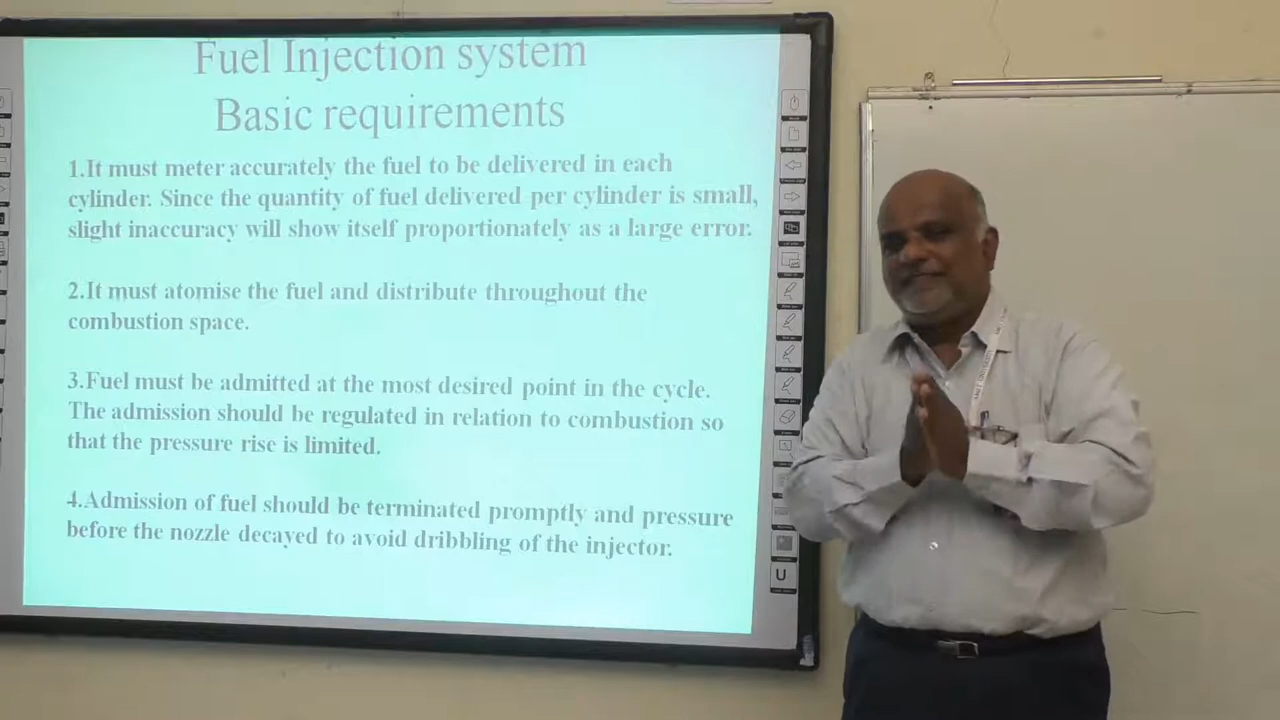 Fuel Injection system
Basic requirements
1.It must meter accurately the fuel to be delivered in each
cylinder. Since the quantity of fuel delivered per cylinder is small,
slight inaccuracy will show itself proportionately as a large error.
2.It must atomise the fuel and distribute throughout the
combustion space.
3.Fuel must be admitted at the most desired point in the cycle.
The admission should be regulated in relation to combustion so
that the pressure rise is limited.
4.Admission of fuel should be terminated promptly and pressure
before the nozzle decayed to avoid dribbling of the injector.
U